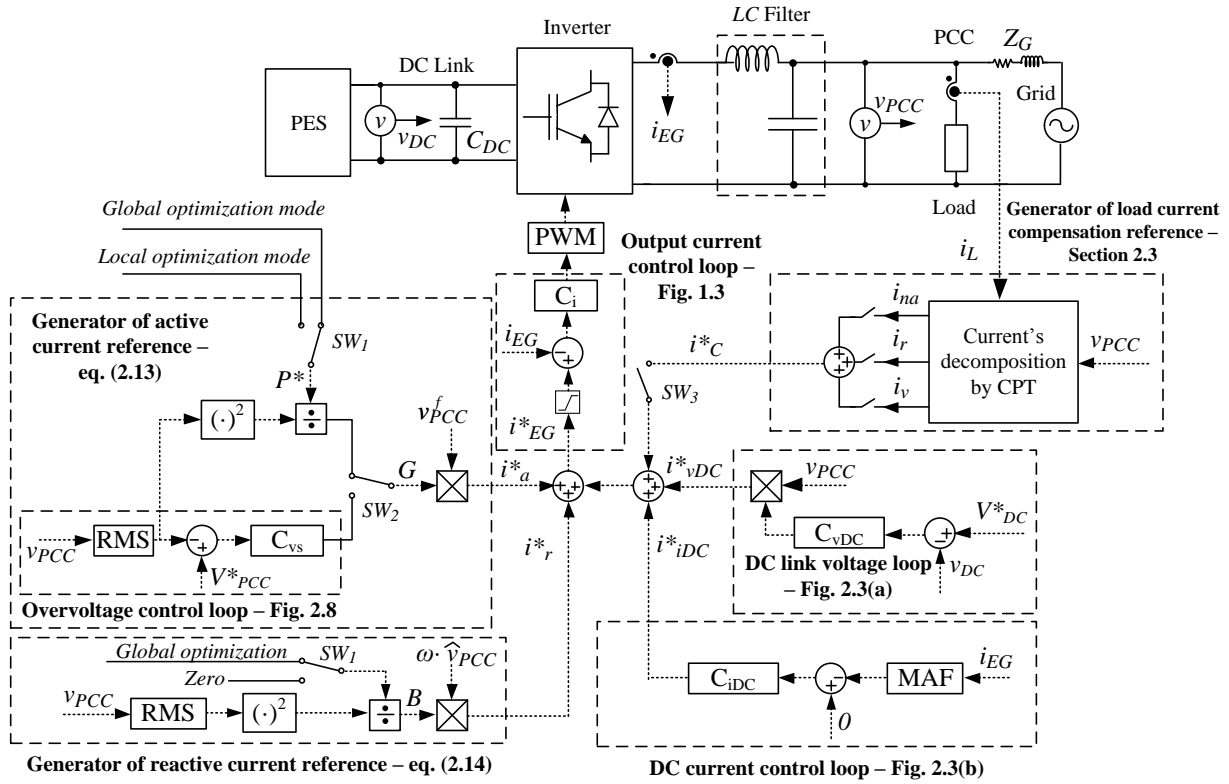 LC Filter
Inverter
PCC
Z_G
DC Link
Grid
PES
v
v_DC
C_DC
i_EG
v
v_PCC
Load
Global optimization mode
Local optimization mode
PWM
Output current
control loop –
Fig. 1.3
Generator of load current
compensation reference –
Section 2.3
i_L
C_i
Generator of active
current reference –
eq. (2.13)
SW_1
P*
i_EG
i*_C
SW_3
i_na
i_r
i_v
Current's
decomposition
by CPT
v_PCC
(·)^2
÷
v^f_PCC
i*_EG
G
i*_a
i*_vDC
v_PCC
SW_2
v_PCC
RMS
C_vs
V*_PCC
i*_r
i*_iDC
C_vDC
V*_DC
v_DC
DC link voltage loop
– Fig. 2.3(a)
Overvoltage control loop – Fig. 2.8
Global optimization
SW_1
Zero
ω·v̂_PCC
v_PCC
RMS
(·)^2
÷
B
C_iDC
MAF
i_EG
0
Generator of reactive current reference – eq. (2.14)
DC current control loop – Fig. 2.3(b)